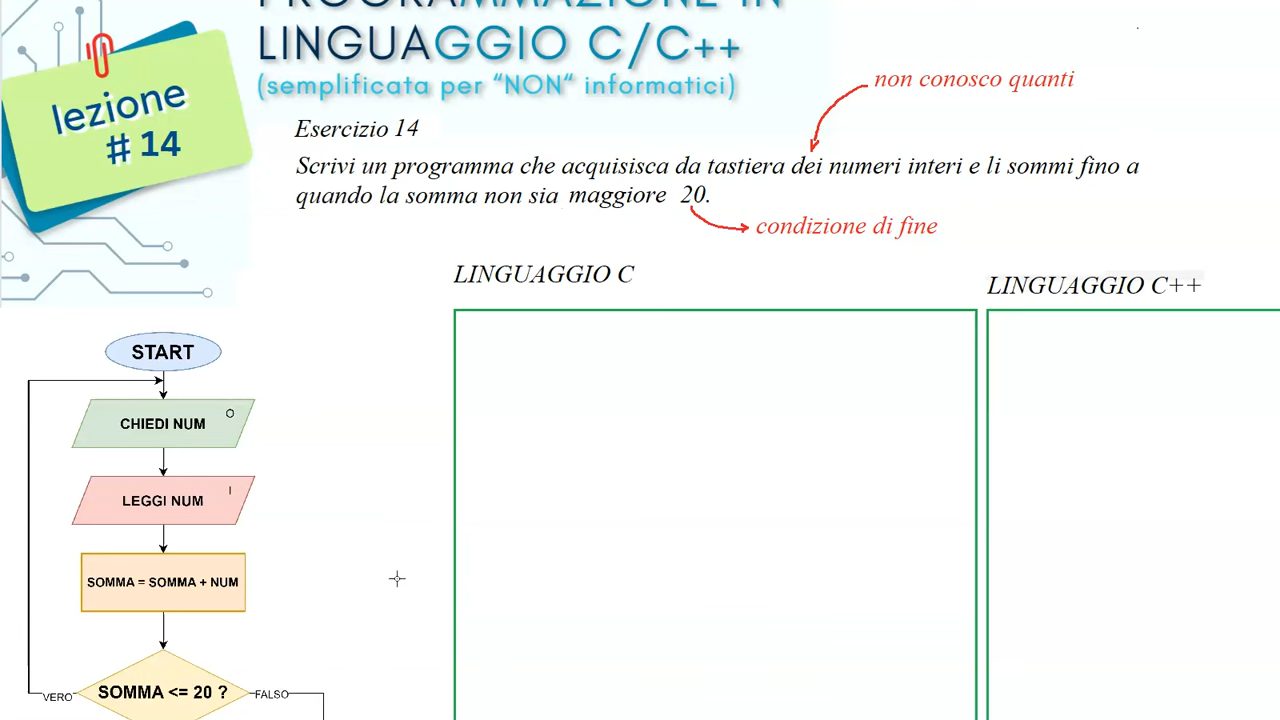 PROGRAMMAZIONE IN
LINGUAGGIO C/C++
(semplificata per “NON“ informatici)
lezione
# 14
non conosco quanti
Esercizio 14
Scrivi un programma che acquisisca da tastiera dei numeri interi e li sommi fino a
quando la somma non sia maggiore 20.
condizione di fine
LINGUAGGIO C
LINGUAGGIO C++
START
CHIEDI NUM
O
LEGGI NUM
I
SOMMA = SOMMA + NUM
SOMMA <= 20 ?
VERO
FALSO